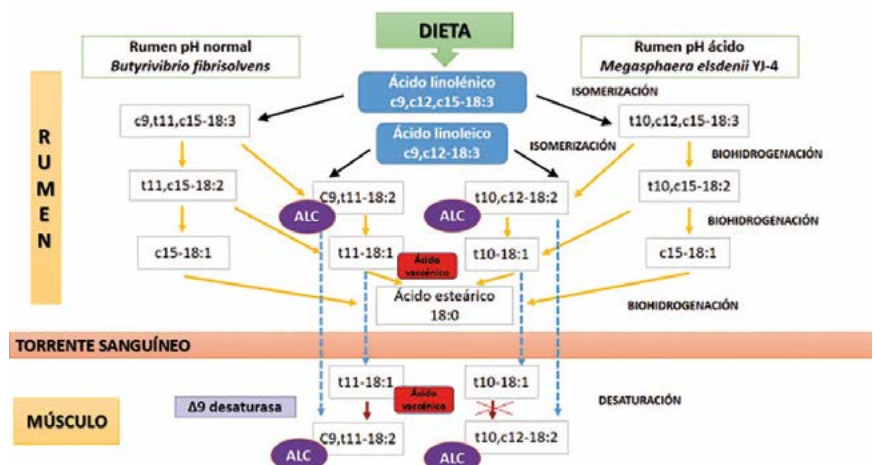 DIETA
Rumen pH normal
Butyrivibrio fibrisolvens
Rumen pH ácido
Megasphaera elsdenii YJ-4
RUMEN
Ácido linolénico
c9,c12,c15-18:3
ISOMERIZACIÓN
c9,t11,c15-18:3
t10,c12,c15-18:3
Ácido linoleico
c9,c12-18:3
ISOMERIZACIÓN
BIOHIDROGENACIÓN
t11,c15-18:2
C9,t11-18:2
t10,c12-18:2
t10,c15-18:2
ALC
ALC
BIOHIDROGENACIÓN
c15-18:1
t11-18:1
Ácido
vaccénico
t10-18:1
c15-18:1
Ácido esteárico
18:0
BIOHIDROGENACIÓN
TORRENTE SANGUÍNEO
t11-18:1
Ácido
vaccénico
t10-18:1
MÚSCULO
Δ9 desaturasa
DESATURACIÓN
C9,t11-18:2
t10,c12-18:2
ALC
ALC